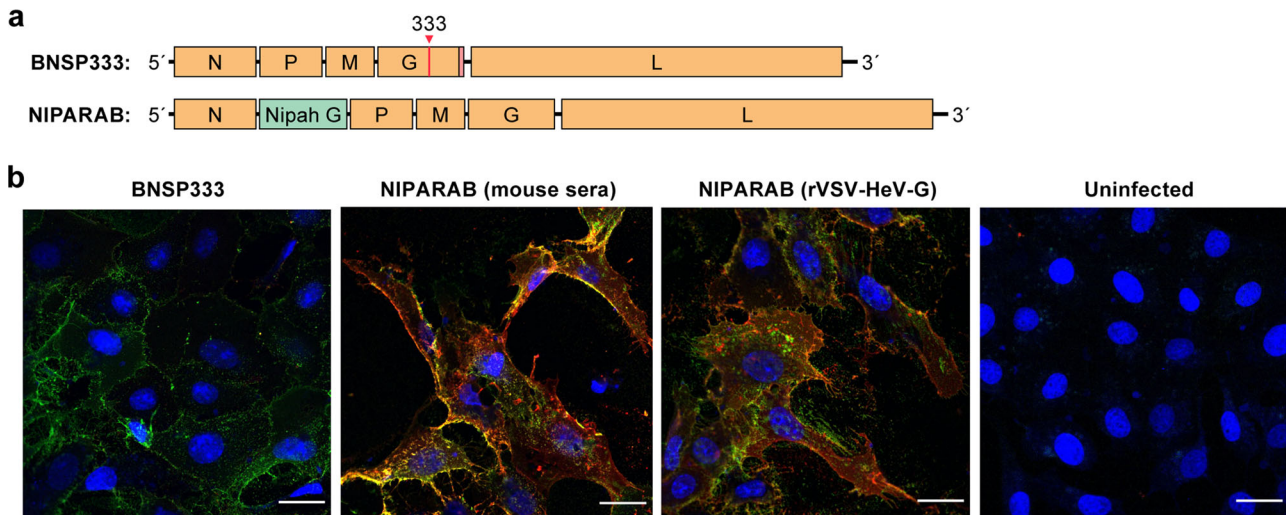 a
333
BNSP333: 5´ N P M G L 3´
NIPARAB: 5´ N Nipah G P M G L 3´
b
BNSP333 NIPARAB (mouse sera) NIPARAB (rVSV-HeV-G) Uninfected